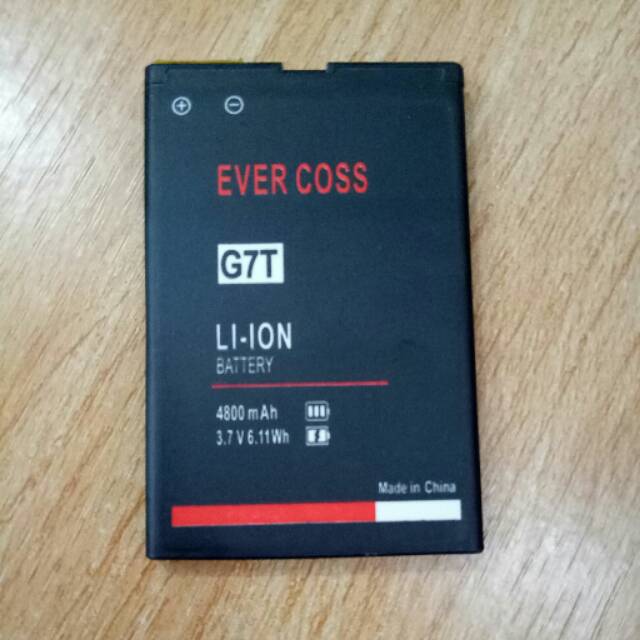 EVER COSS
G7T
LI-ION
BATTERY
4800 mAh
3.7 V 6.11Wh
Made in China